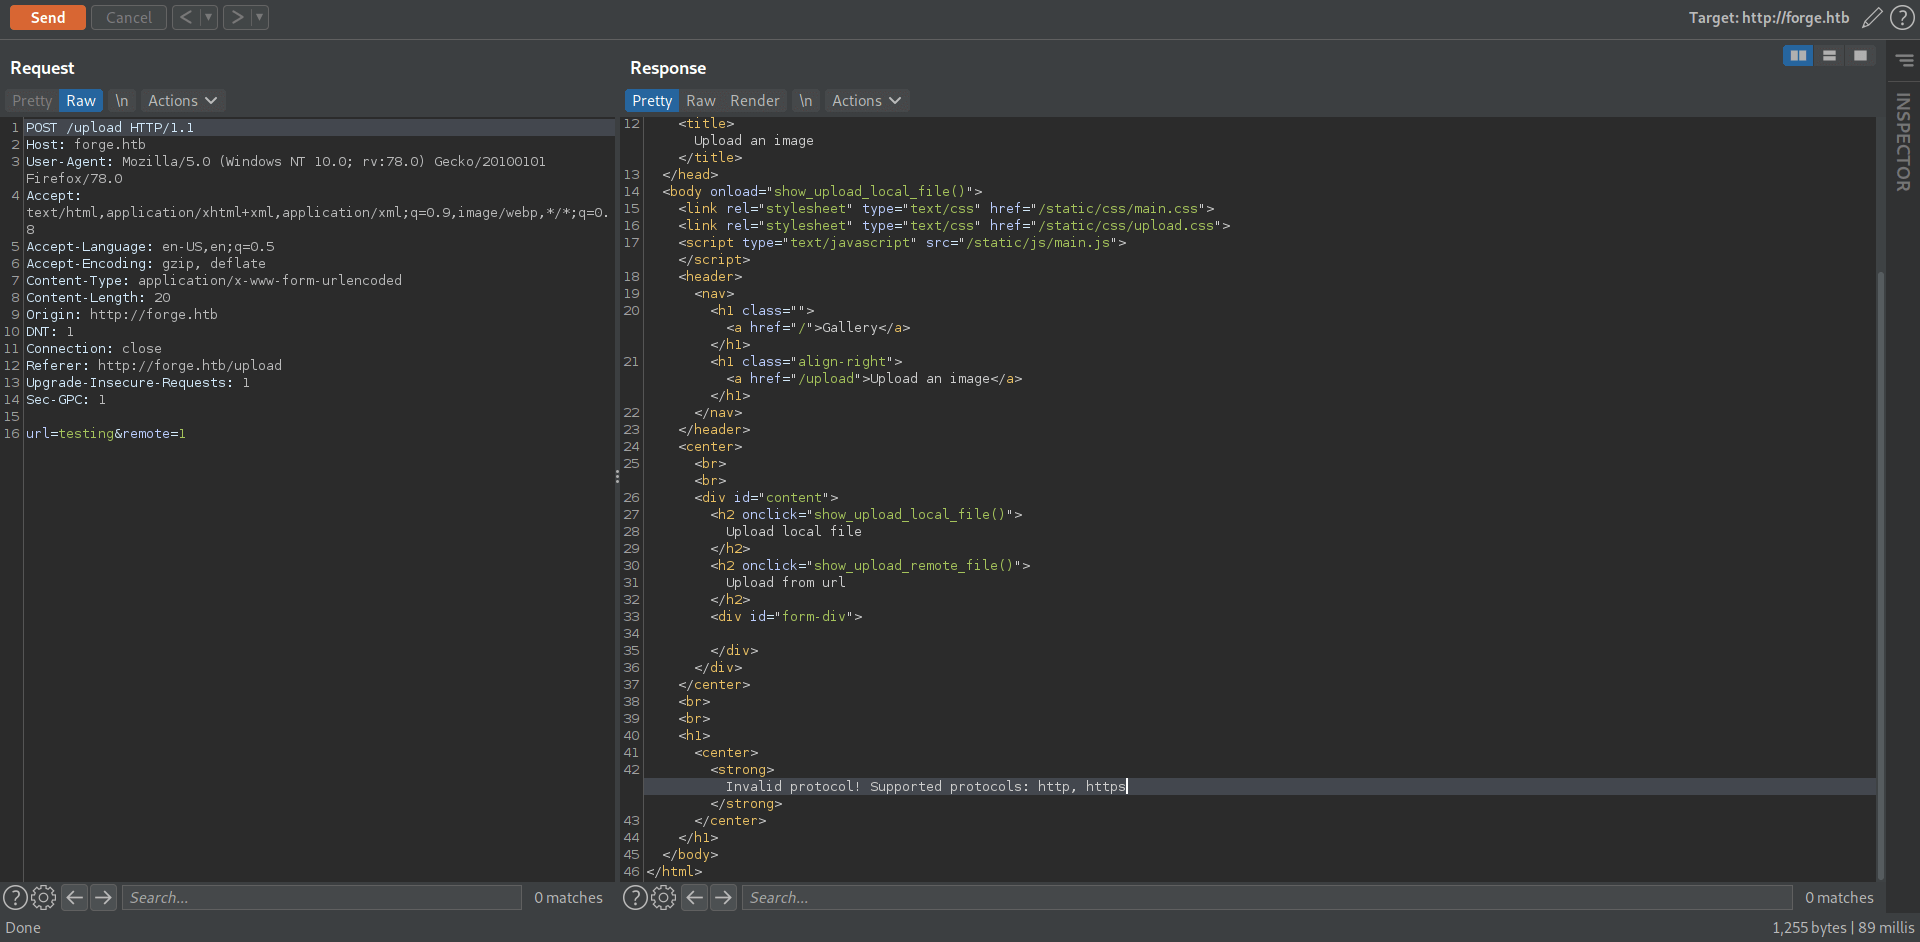 Send
Cancel
< ▼
> ▼
Target: http://forge.htb
?
Request
Pretty Raw \n Actions
1 POST /upload HTTP/1.1
2 Host: forge.htb
3 User-Agent: Mozilla/5.0 (Windows NT 10.0; rv:78.0) Gecko/20100101
Firefox/78.0
4 Accept:
text/html,application/xhtml+xml,application/xml;q=0.9,image/webp,*/*;q=0.
8
5 Accept-Language: en-US,en;q=0.5
6 Accept-Encoding: gzip, deflate
7 Content-Type: application/x-www-form-urlencoded
8 Content-Length: 20
9 Origin: http://forge.htb
10 DNT: 1
11 Connection: close
12 Referer: http://forge.htb/upload
13 Upgrade-Insecure-Requests: 1
14 Sec-GPC: 1
15
16 url=testing&remote=1
? Search... 0 matches
Response
Pretty Raw Render \n Actions
12 <title>
Upload an image
</title>
13 </head>
14 <body onload="show_upload_local_file()">
15 <link rel="stylesheet" type="text/css" href="/static/css/main.css">
16 <link rel="stylesheet" type="text/css" href="/static/css/upload.css">
17 <script type="text/javascript" src="/static/js/main.js">
</script>
18 <header>
19 <nav>
20 <h1 class="">
<a href="/">Gallery</a>
</h1>
21 <h1 class="align-right">
<a href="/upload">Upload an image</a>
</h1>
22 </nav>
23 </header>
24 <center>
25 <br>
<br>
26 <div id="content">
27 <h2 onclick="show_upload_local_file()">
28 Upload local file
29 </h2>
30 <h2 onclick="show_upload_remote_file()">
31 Upload from url
32 </h2>
33 <div id="form-div">
34
35 </div>
36 </div>
37 </center>
38 <br>
39 <br>
40 <h1>
41 <center>
42 <strong>
Invalid protocol! Supported protocols: http, https
</strong>
43 </center>
44 </h1>
45 </body>
46 </html>
? Search... 0 matches
INSPECTOR
Done
1,255 bytes | 89 millis